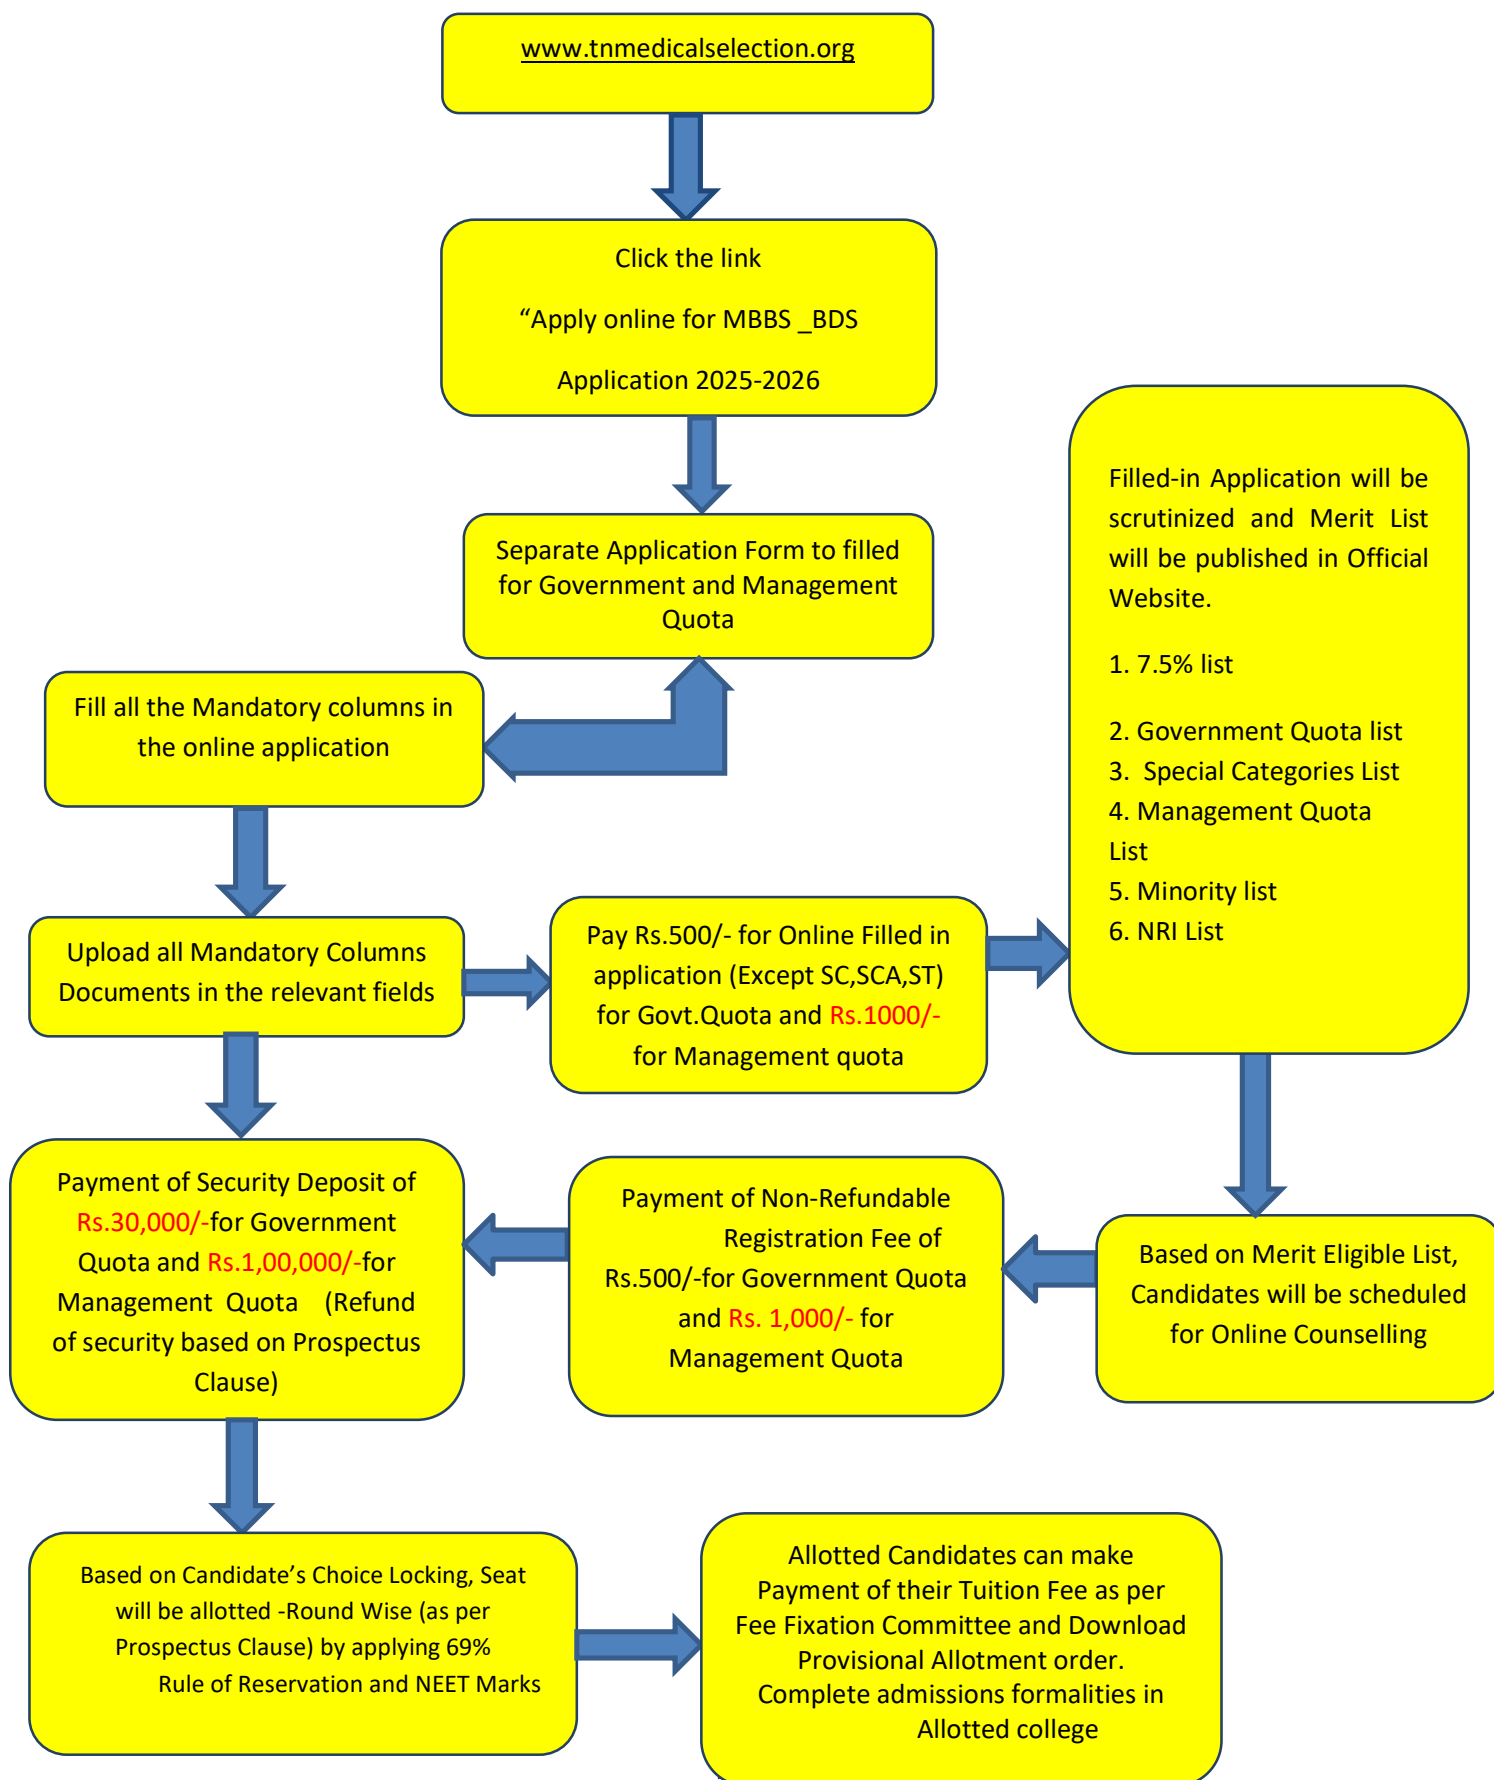 www.tnmedicalselection.org
Click the link
“Apply online for MBBS _BDS
Application 2025-2026
Separate Application Form to filled
for Government and Management
Quota
Fill all the Mandatory columns in
the online application
Upload all Mandatory Columns
Documents in the relevant fields
Pay Rs.500/- for Online Filled in
application (Except SC,SCA,ST)
for Govt.Quota and Rs.1000/-
for Management quota
Filled-in Application will be
scrutinized and Merit List
will be published in Official
Website.
1. 7.5% list
2. Government Quota list
3. Special Categories List
4. Management Quota
List
5. Minority list
6. NRI List
Based on Merit Eligible List,
Candidates will be scheduled
for Online Counselling
Payment of Non-Refundable
Registration Fee of
Rs.500/-for Government Quota
and Rs. 1,000/- for
Management Quota
Payment of Security Deposit of
Rs.30,000/-for Government
Quota and Rs.1,00,000/-for
Management Quota (Refund
of security based on Prospectus
Clause)
Based on Candidate’s Choice Locking, Seat
will be allotted -Round Wise (as per
Prospectus Clause) by applying 69%
Rule of Reservation and NEET Marks
Allotted Candidates can make
Payment of their Tuition Fee as per
Fee Fixation Committee and Download
Provisional Allotment order.
Complete admissions formalities in
Allotted college